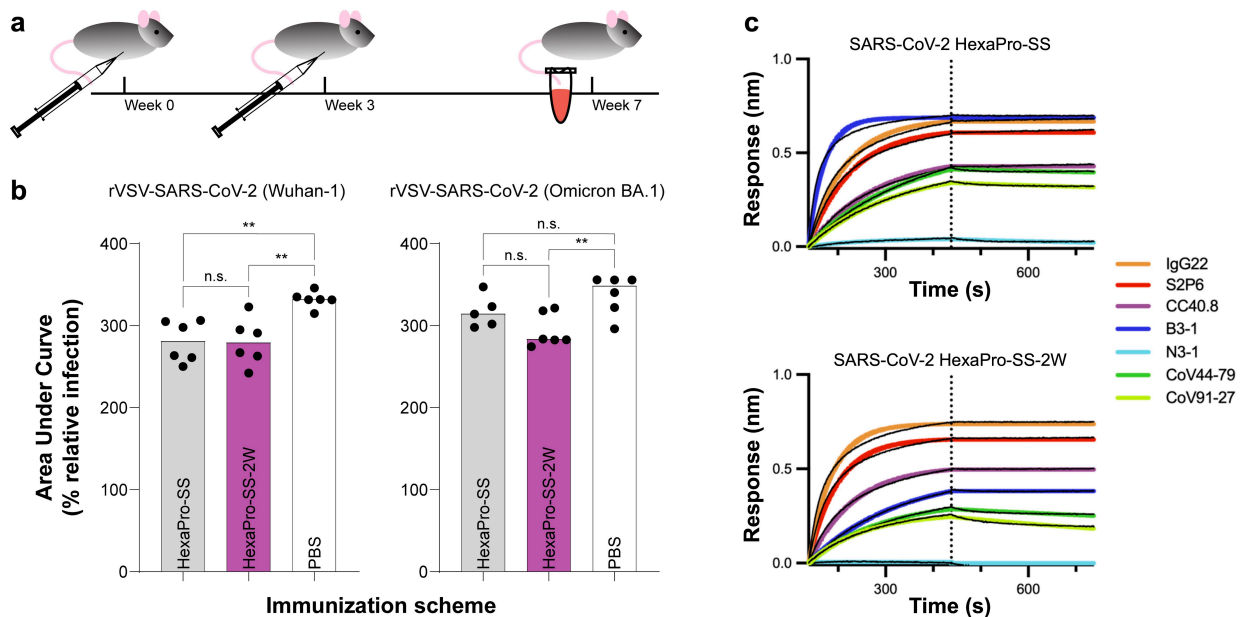 a
Week 0
Week 3
Week 7
b
rVSV-SARS-CoV-2 (Wuhan-1)
rVSV-SARS-CoV-2 (Omicron BA.1)
Area Under Curve
(% relative infection)
400
300
200
100
0
**
n.s.
**
HexaPro-SS
HexaPro-SS-2W
PBS
400
300
200
100
0
n.s.
n.s.
**
HexaPro-SS
HexaPro-SS-2W
PBS
Immunization scheme
c
SARS-CoV-2 HexaPro-SS
Response (nm)
1.0
0.5
0.0
300
600
Time (s)
SARS-CoV-2 HexaPro-SS-2W
Response (nm)
1.0
0.5
0.0
300
600
Time (s)
IgG22
S2P6
CC40.8
B3-1
N3-1
CoV44-79
CoV91-27